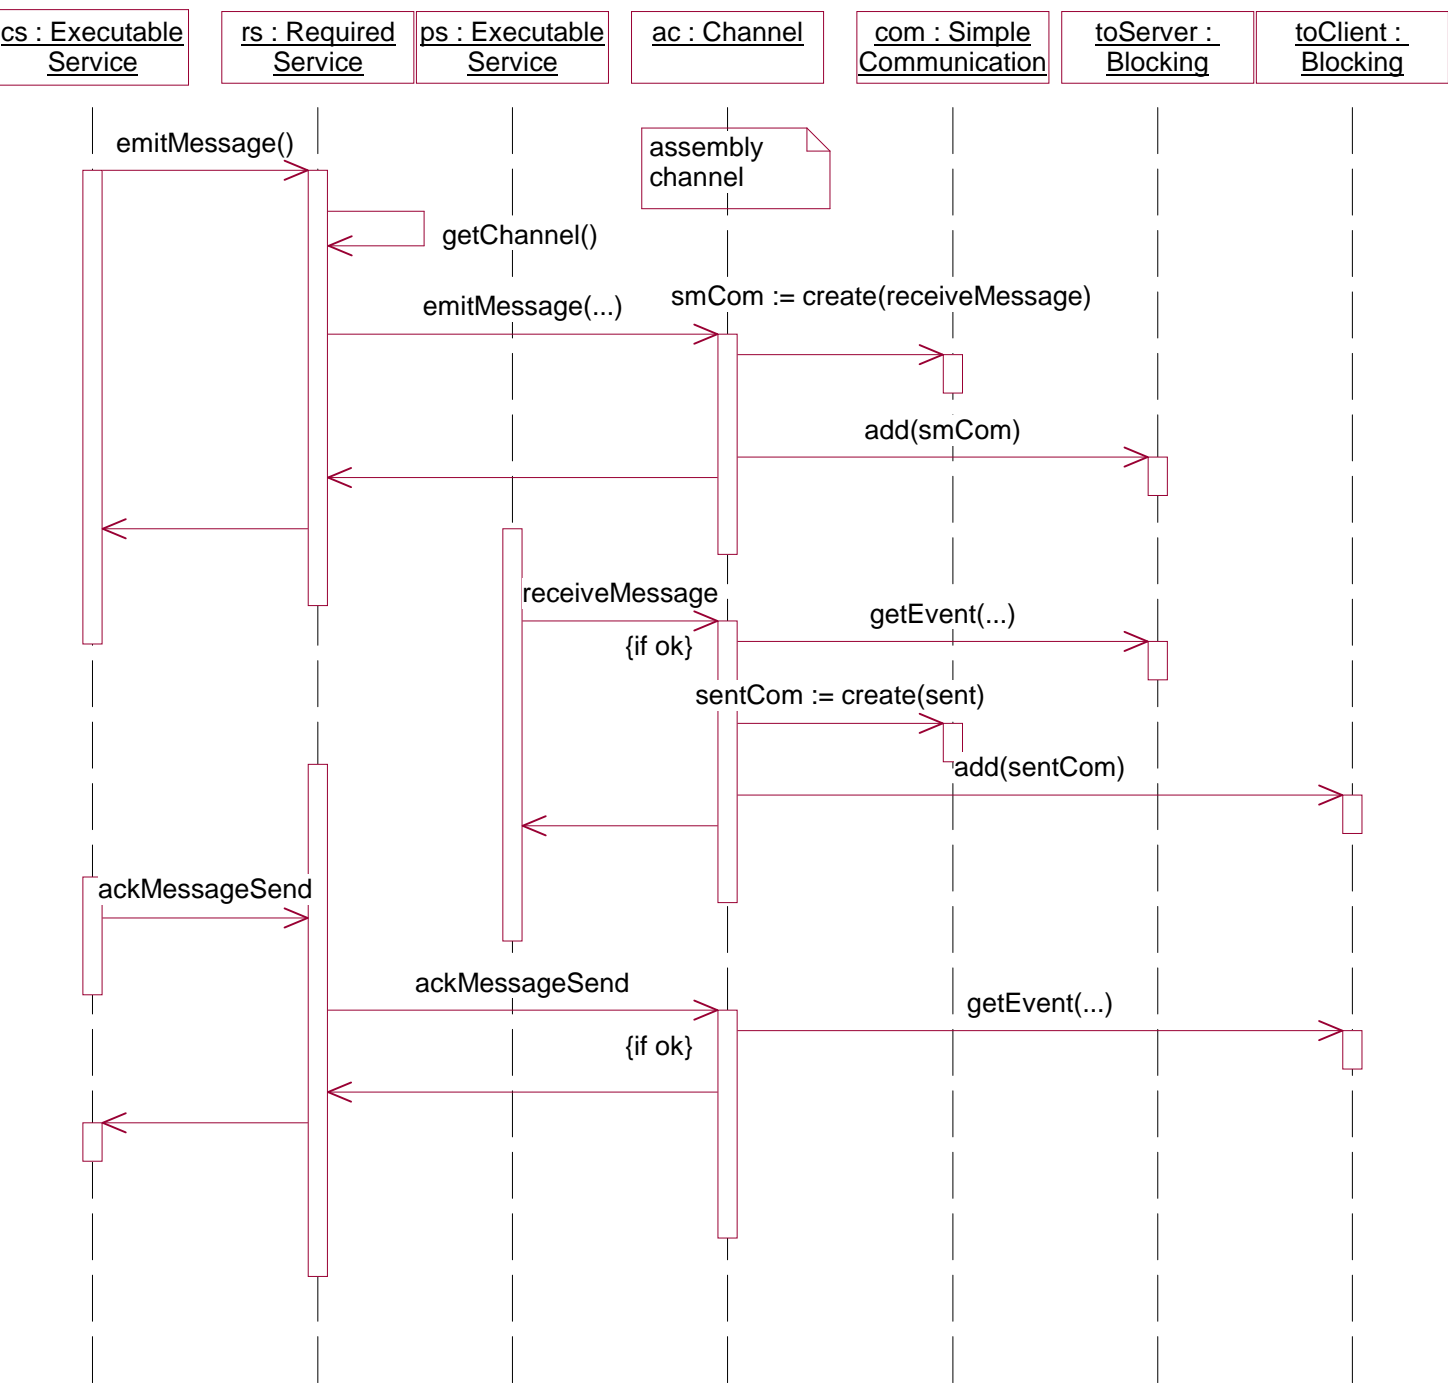 cs : Executable
Service
rs : Required
Service
ps : Executable
Service
ac : Channel
com : Simple
Communication
toServer :
Blocking
toClient :
Blocking
emitMessage()
assembly
channel
getChannel()
smCom := create(receiveMessage)
emitMessage(...)
add(smCom)
receiveMessage
getEvent(...)
{if ok}
sentCom := create(sent)
add(sentCom)
ackMessageSend
ackMessageSend
getEvent(...)
{if ok}